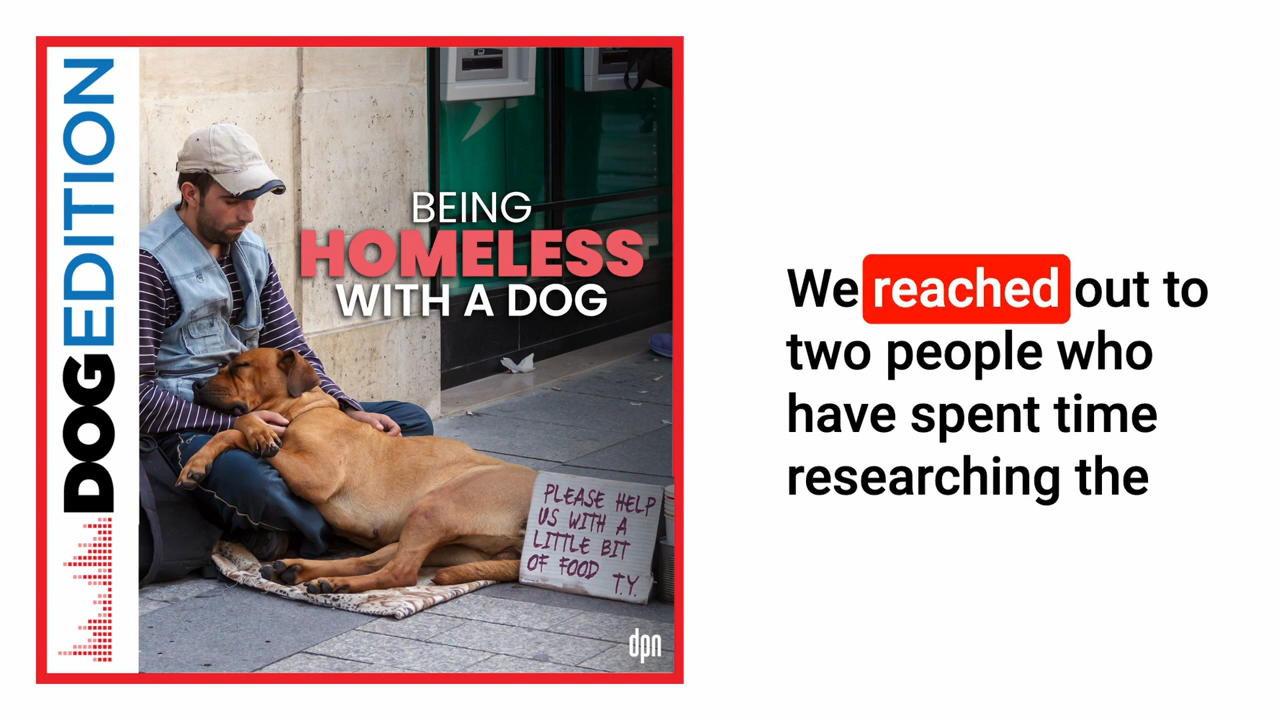 DOGEDITION
BEING
HOMELESS
WITH A DOG
PLEASE HELP
US WITH A
LITTLE BIT
OF FOOD T.Y.
dpn
We reached out to
two people who
have spent time
researching the